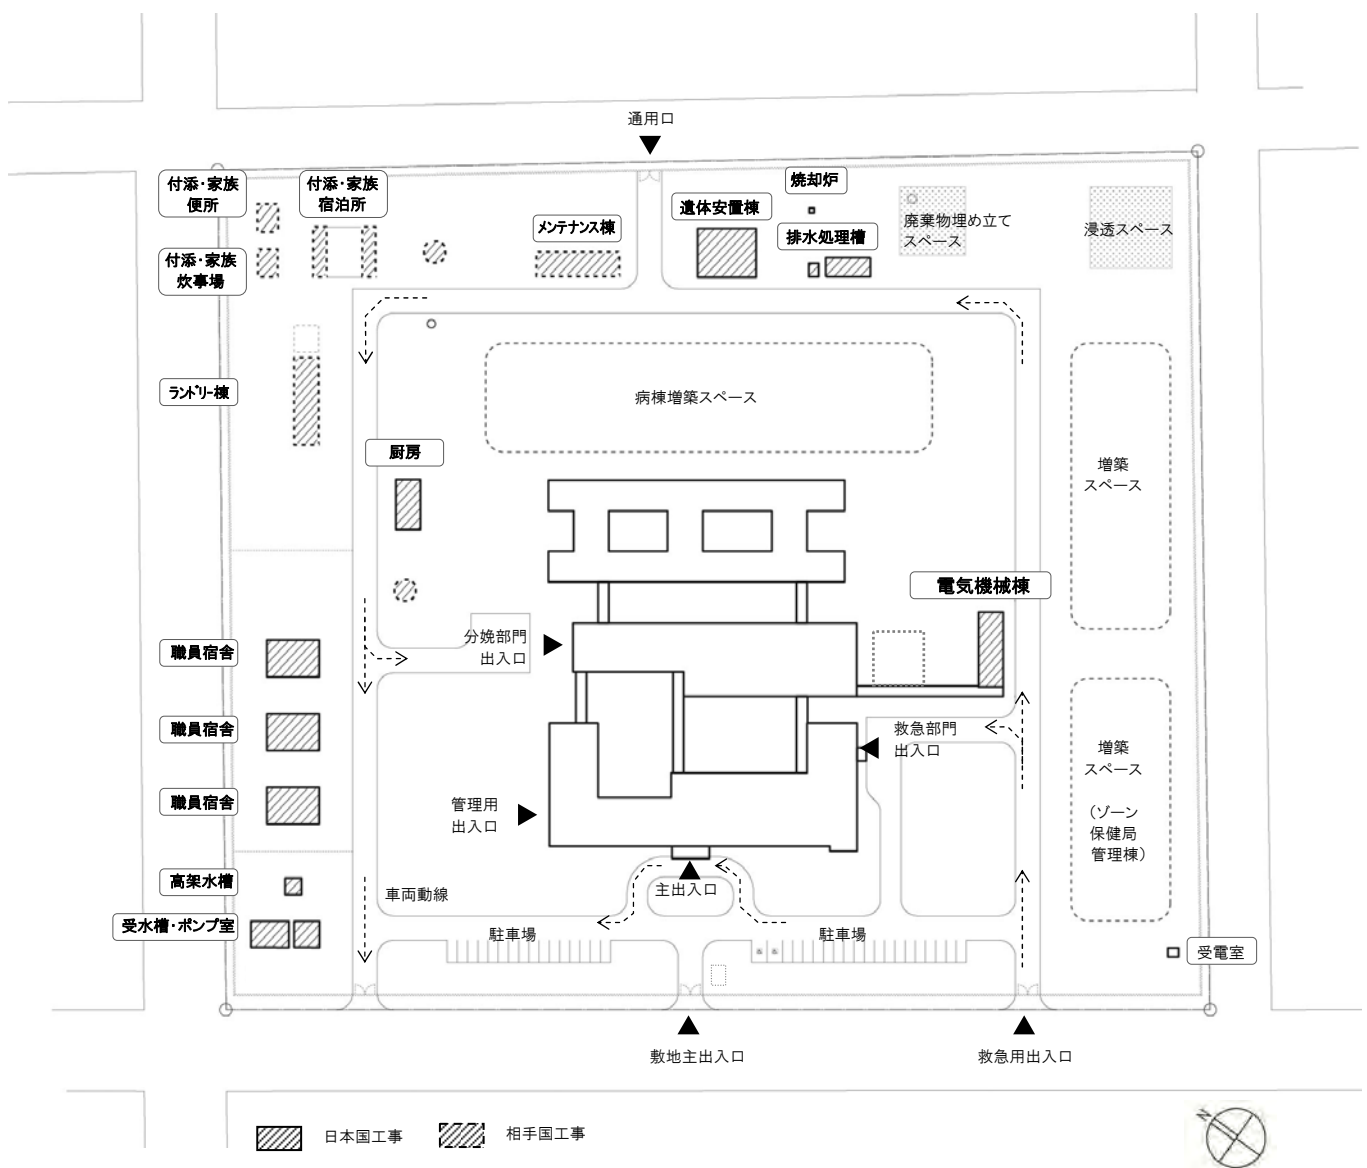 通用口
付添・家族
便所
付添・家族
宿泊所
メンテナンス棟
遺体安置棟
焼却炉
排水処理槽
廃棄物埋め立て
スペース
浸透スペース
付添・家族
炊事場
ランドリー棟
病棟増築スペース
厨房
増築
スペース
電気機械棟
分娩部門
出入口
職員宿舎
職員宿舎
職員宿舎
救急部門
出入口
増築
スペース
(ゾーン
保健局
管理棟)
管理用
出入口
高架水槽
車両動線
主出入口
受水槽・ポンプ室
駐車場
駐車場
受電室
敷地主出入口
救急用出入口
日本国工事
相手国工事
N